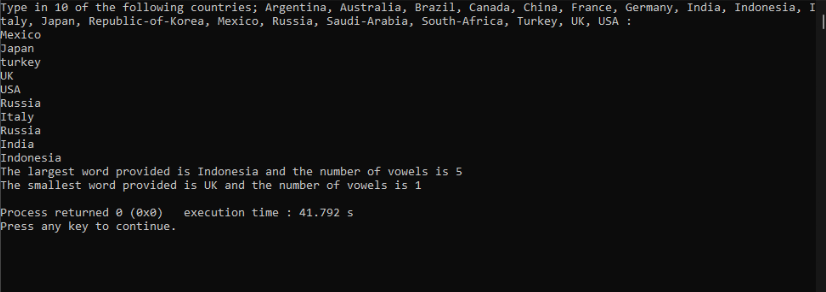 Type in 10 of the following countries; Argentina, Australia, Brazil, Canada, China, France, Germany, India, Indonesia, I
taly, Japan, Republic-of-Korea, Mexico, Russia, Saudi-Arabia, South-Africa, Turkey, UK, USA :
Mexico
Japan
turkey
UK
USA
Russia
Italy
Russia
India
Indonesia
The largest word provided is Indonesia and the number of vowels is 5
The smallest word provided is UK and the number of vowels is 1

Process returned 0 (0x0)   execution time : 41.792 s
Press any key to continue.